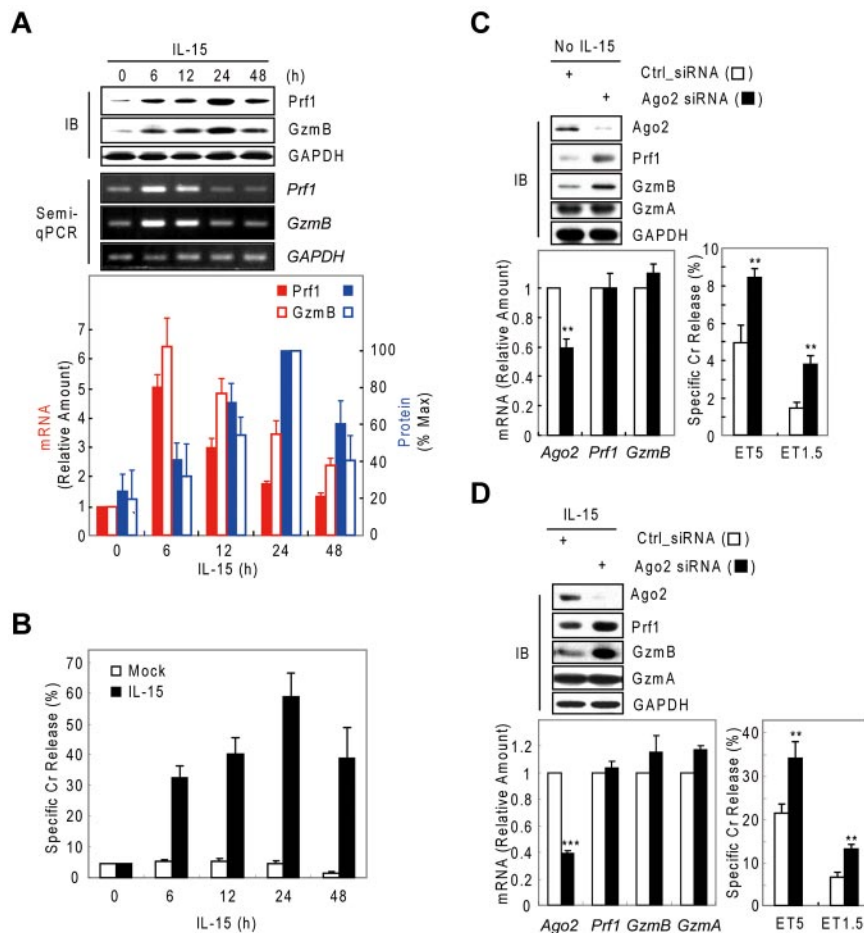 A
IL-15
0 6 12 24 48 (h)
IB
Prf1
GzmB
GAPDH
Semi-
qPCR
Prf1
GzmB
GAPDH
Prf1
GzmB
mRNA
(Relative Amount)
7
6
5
4
3
2
1
0
Protein
(% Max)
100
80
60
40
20
0 6 12 24 48
IL-15 (h)
B
Specific Cr Release (%)
70
60
50
40
30
20
10
0
Mock
IL-15
0 6 12 24 48
IL-15 (h)
C
No IL-15
+ Ctrl_siRNA ( )
+ Ago2 siRNA ( )
IB
Ago2
Prf1
GzmB
GzmA
GAPDH
mRNA (Relative Amount)
1.2
1
0.8
0.6
0.4
0.2
0
**
Ago2 Prf1 GzmB
Specific Cr Release (%)
10
8
6
4
2
0
**
**
ET5 ET1.5
D
IL-15
+ Ctrl_siRNA ( )
+ Ago2 siRNA ( )
IB
Ago2
Prf1
GzmB
GzmA
GAPDH
mRNA (Relative Amount)
1.2
1
0.8
0.6
0.4
0.2
0
***
Ago2 Prf1 GzmB GzmA
Specific Cr Release (%)
40
30
20
10
0
**
**
ET5 ET1.5